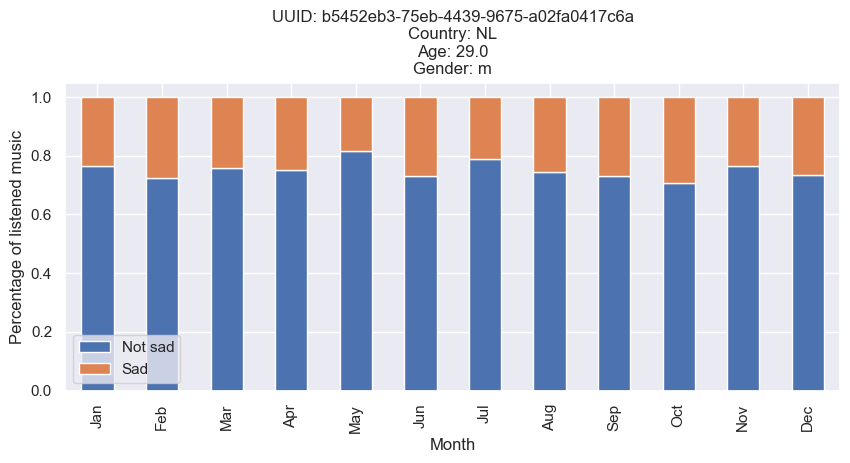 UUID: b5452eb3-75eb-4439-9675-a02fa0417c6a
Country: NL
Age: 29.0
Gender: m
Percentage of listened music
1.0
0.8
0.6
0.4
0.2
0.0
Not sad
Sad
Jan
Feb
Mar
Apr
May
Jun
Jul
Aug
Sep
Oct
Nov
Dec
Month